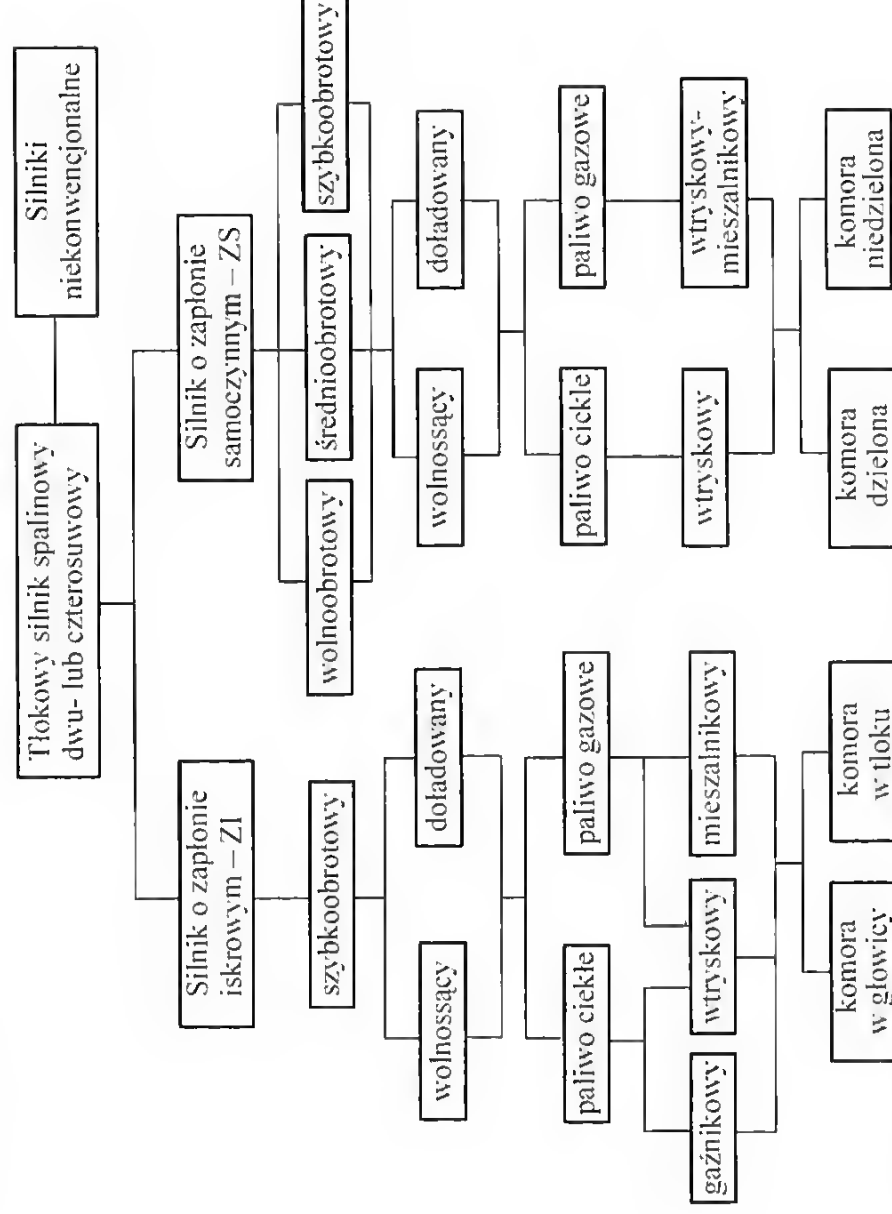 Tłokowy silnik spalinowy
dwu- lub czterosuwowy
Silniki
niekonwencjonalne
Silnik o zapłonie
iskrowym – ZI
Silnik o zapłonie
samoczynnym – ZS
szybkoobrotowy
wolnoobrotowy
średnioobrotowy
szybkoobrotowy
wolnossący
doładowany
wolnossący
doładowany
paliwo ciekłe
paliwo gazowe
paliwo ciekłe
paliwo gazowe
gaźnikowy
wtryskowy
mieszalnikowy
wtryskowy
wtryskowy-
mieszalnikowy
komora
w głowicy
komora
w tłoku
komora
dzielona
komora
niedzielona